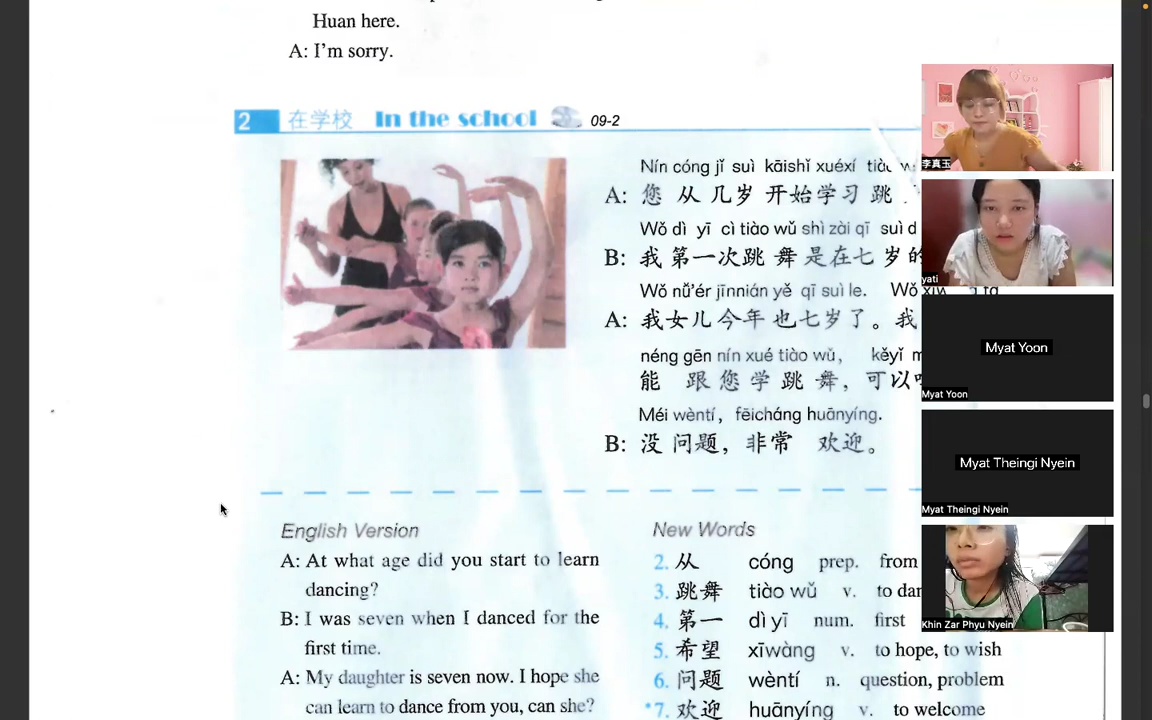 Huan here.
A: I'm sorry.
2 在学校 In the school 09-2
Nín cóng jǐ suì kāishǐ xuéxí tiào w
A: 您 从 几岁 开始学习 跳
Wǒ dì yī cì tiào wǔ shì zài qī suì d
B: 我 第一次跳 舞 是在七 岁的
Wǒ nǚ'ér jīnnián yě qī suì le. Wǒ xīw tā
A: 我女儿今年也七岁了。我
néng gēn nín xué tiào wǔ, kěyǐ m
能 跟您学跳舞，可以吗
Méi wèntí, fēicháng huānyíng.
B: 没问题，非常 欢迎。
English Version
A: At what age did you start to learn
dancing?
B: I was seven when I danced for the
first time.
A: My daughter is seven now. I hope she
can learn to dance from you, can she?
New Words
2. 从 cóng prep. from
3. 跳舞 tiào wǔ v. to dan
4. 第一 dì yī num. first
5. 希望 xīwàng v. to hope, to wish
6. 问题 wèntí n. question, problem
*7. 欢迎 huānyíng v. to welcome
李真玉
yati
Myat Yoon
Myat Yoon
Myat Theingi Nyein
Myat Theingi Nyein
Khin Zar Phyu Nyein